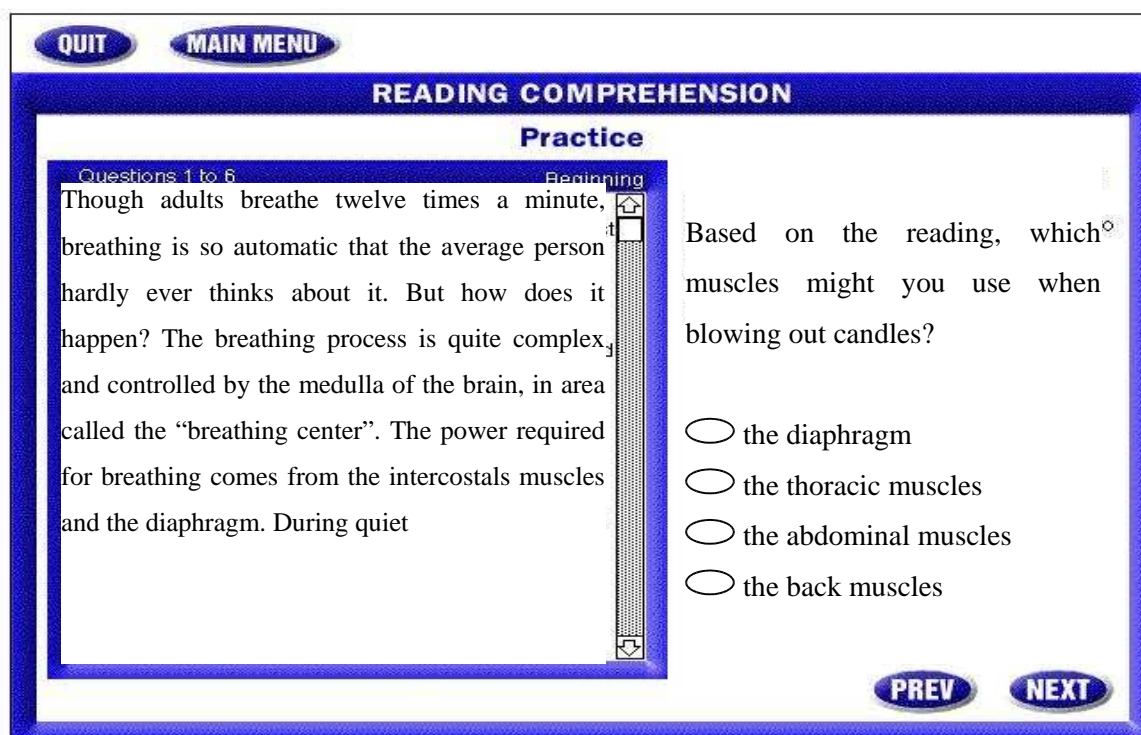 QUIT
MAIN MENU
READING COMPREHENSION
Practice
Questions 1 to 6
Beginning
Though adults breathe twelve times a minute,
breathing is so automatic that the average person
hardly ever thinks about it. But how does it
happen? The breathing process is quite complex
and controlled by the medulla of the brain, in area
called the “breathing center”. The power required
for breathing comes from the intercostals muscles
and the diaphragm. During quiet
Based on the reading, which
muscles might you use when
blowing out candles?
the diaphragm
the thoracic muscles
the abdominal muscles
the back muscles
PREV
NEXT